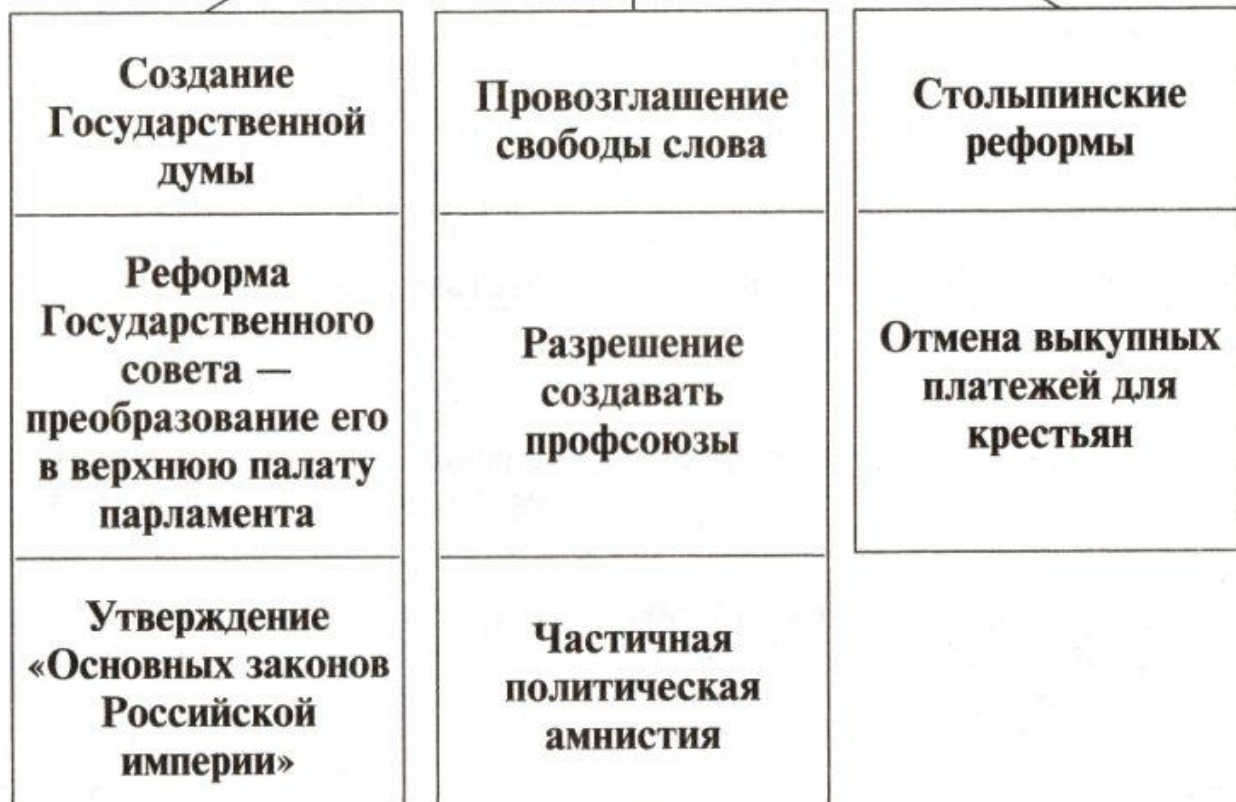 Создание
Государственной
думы
Реформа
Государственного
совета —
преобразование его
в верхнюю палату
парламента
Утверждение
«Основных законов
Российской
империи»
Провозглашение
свободы слова
Разрешение
создавать
профсоюзы
Частичная
политическая
амнистия
Столыпинские
реформы
Отмена выкупных
платежей для
крестьян